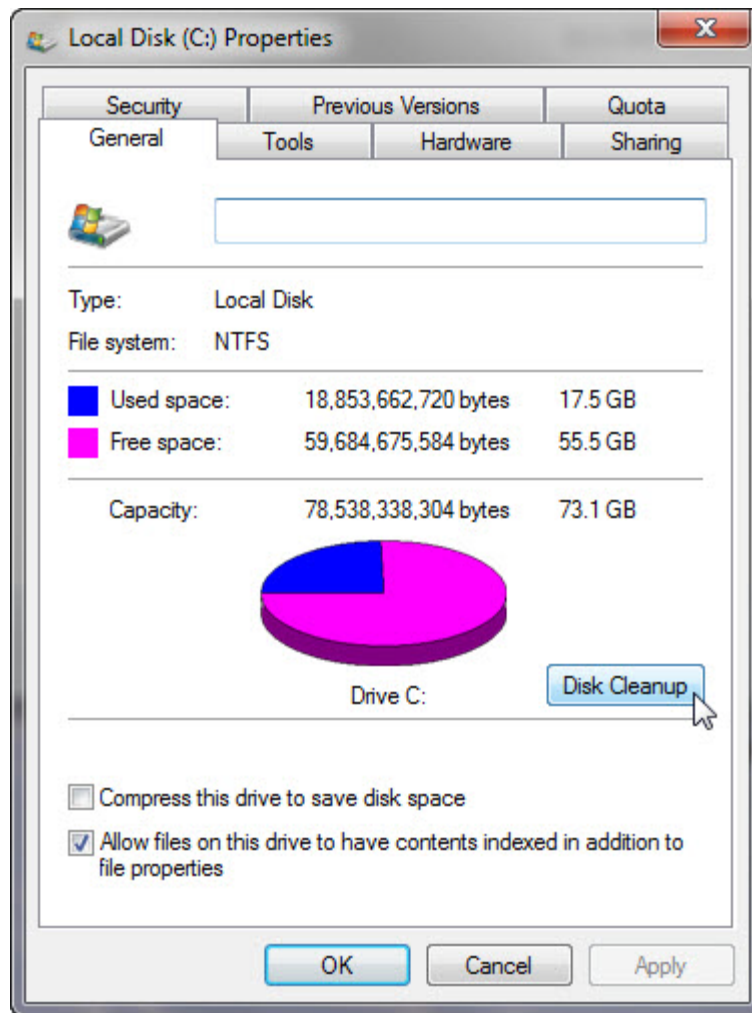 Local Disk (C:) Properties
Security Previous Versions Quota
General Tools Hardware Sharing
Type: Local Disk
File system: NTFS
Used space: 18,853,662,720 bytes 17.5 GB
Free space: 59,684,675,584 bytes 55.5 GB
Capacity: 78,538,338,304 bytes 73.1 GB
Drive C: Disk Cleanup
Compress this drive to save disk space
Allow files on this drive to have contents indexed in addition to
file properties
OK Cancel Apply